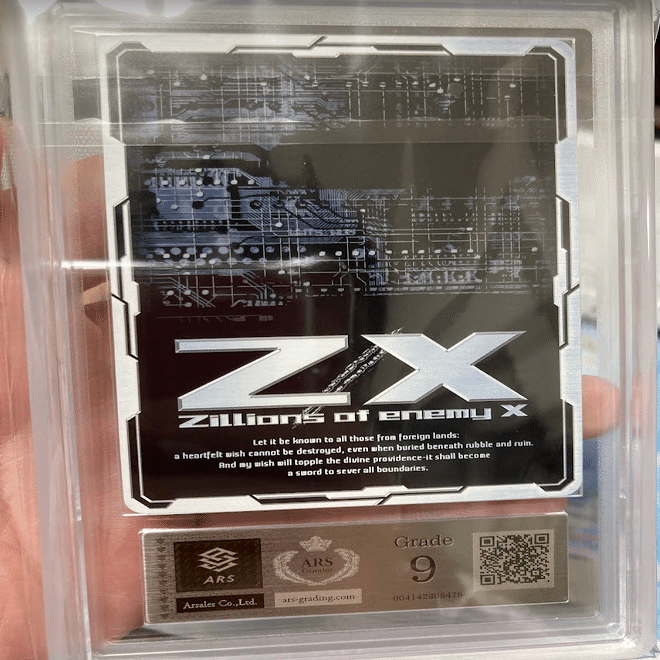 Z/X
Zillions of enemy X
Let it be known to all those from foreign lands:
a heartfelt wish cannot be destroyed, even when buried beneath rubble and ruin.
And my wish will topple the divine providence-it shall become
a sword to sever all boundaries.
ARS
Arsales Co.,Ltd.
ARS
Genuine
ars-grading.com
Grade
9
004142308476